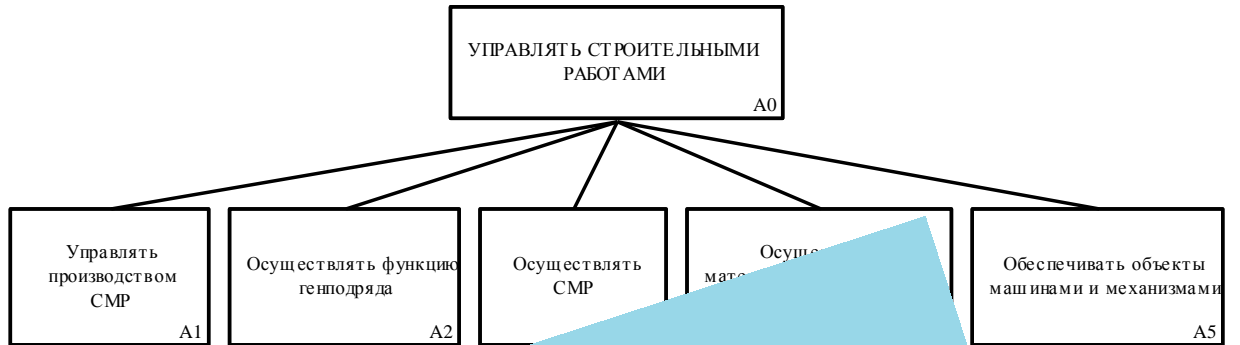 УПРАВЛЯТЬ СТРОИТЕЛЬНЫМИ
РАБОТАМИ
A0
Управлять
производством
СМР
A1
Осуществлять функцию
генподряда
A2
Осуществлять
СМР
Обеспечивать объекты
машинами и механизмами
A5